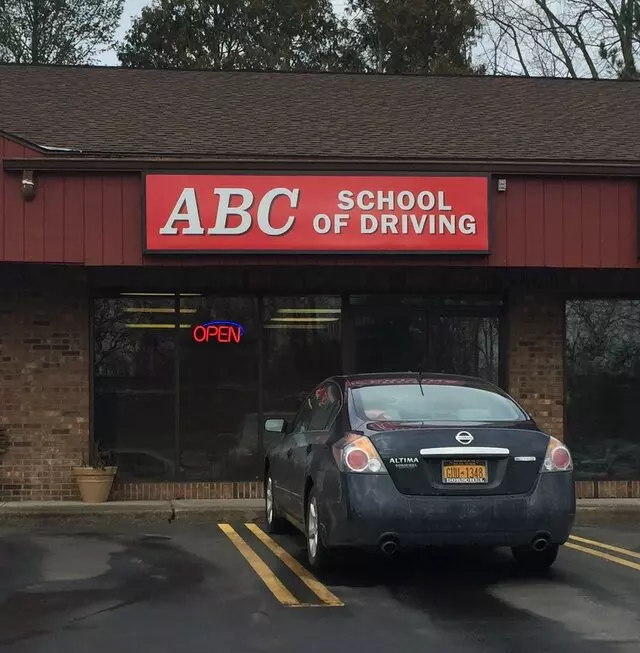 ABC
SCHOOL
OF DRIVING
OPEN
ALTIMA